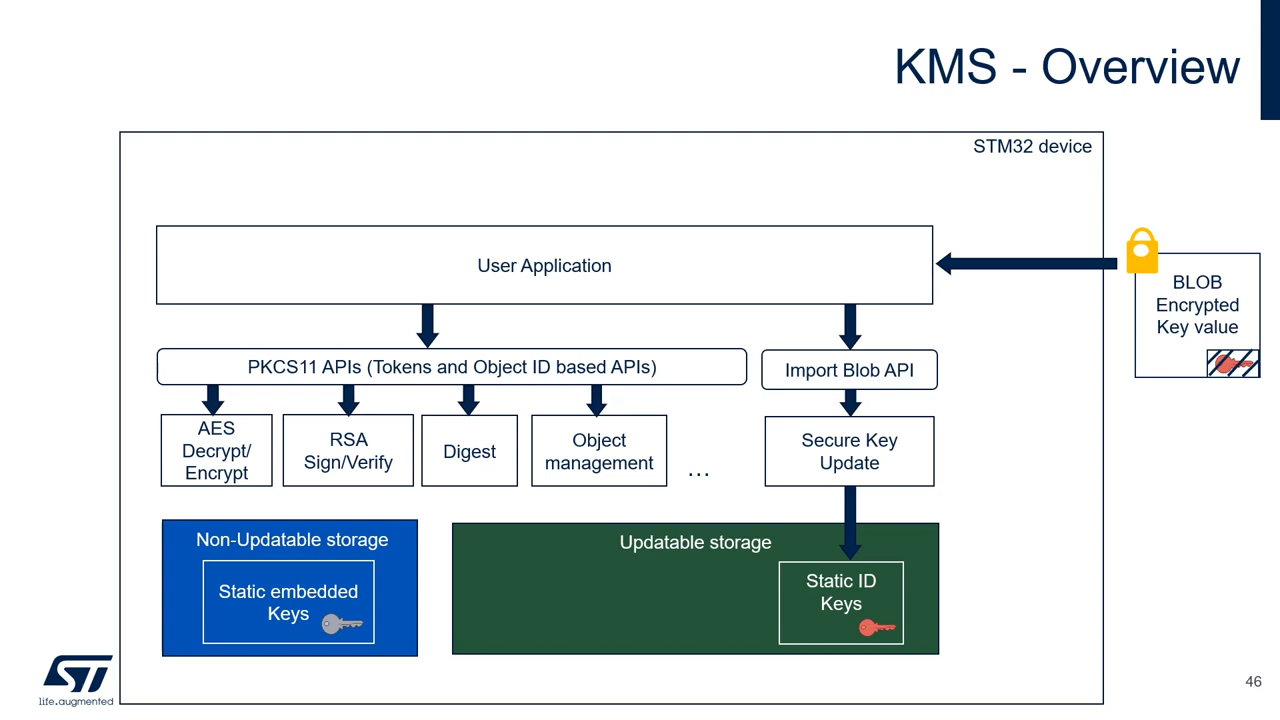 KMS - Overview
STM32 device
User Application
BLOB
Encrypted
Key value
PKCS11 APIs (Tokens and Object ID based APIs)
Import Blob API
AES
Decrypt/
Encrypt
RSA
Sign/Verify
Digest
Object
management
...
Secure Key
Update
Non-Updatable storage
Static embedded
Keys
Updatable storage
Static ID
Keys
ST
life.augmented
46